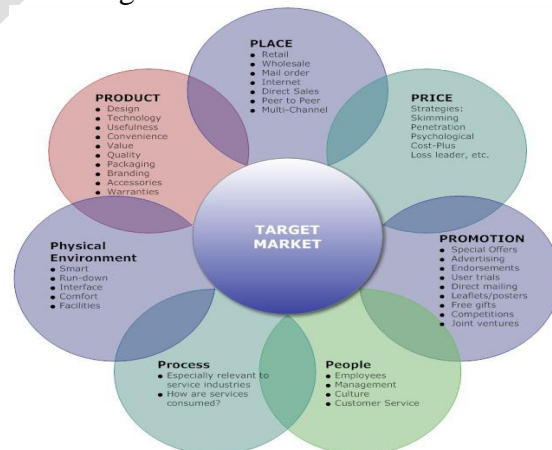 PLACE
● Retail
● Wholesale
● Mail order
● Internet
● Direct Sales
● Peer to Peer
● Multi-Channel
PRODUCT
● Design
● Technology
● Usefulness
● Convenience
● Value
● Quality
● Packaging
● Branding
● Accessories
● Warranties
PRICE
Strategies:
Skimming
Penetration
Psychological
Cost-Plus
Loss leader, etc.
TARGET
MARKET
Physical
Environment
● Smart
● Run-down
● Interface
● Comfort
● Facilities
PROMOTION
● Special Offers
● Advertising
● Endorsements
● User trials
● Direct mailing
● Leaflets/posters
● Free gifts
● Competitions
● Joint ventures
Process
● Especially relevant to
service industries
● How are services
consumed?
People
● Employees
● Management
● Culture
● Customer Service